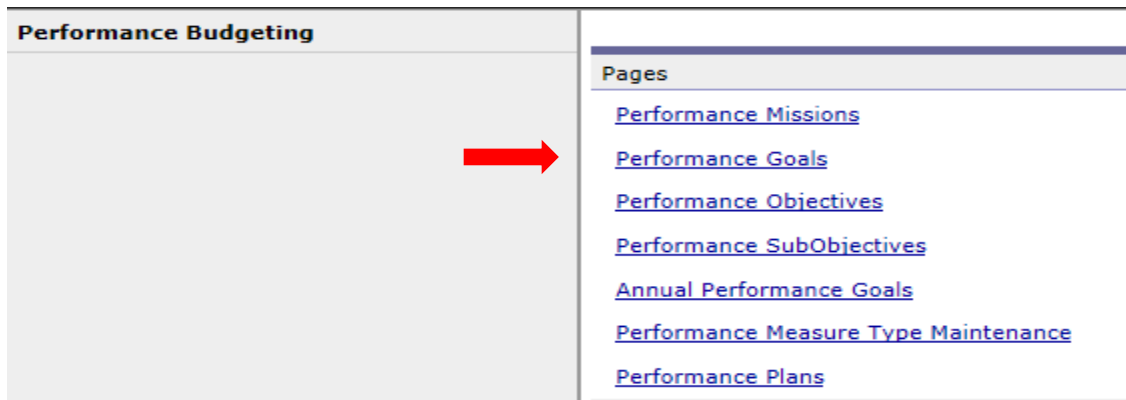 Performance Budgeting
Pages
Performance Missions
Performance Goals
Performance Objectives
Performance SubObjectives
Annual Performance Goals
Performance Measure Type Maintenance
Performance Plans